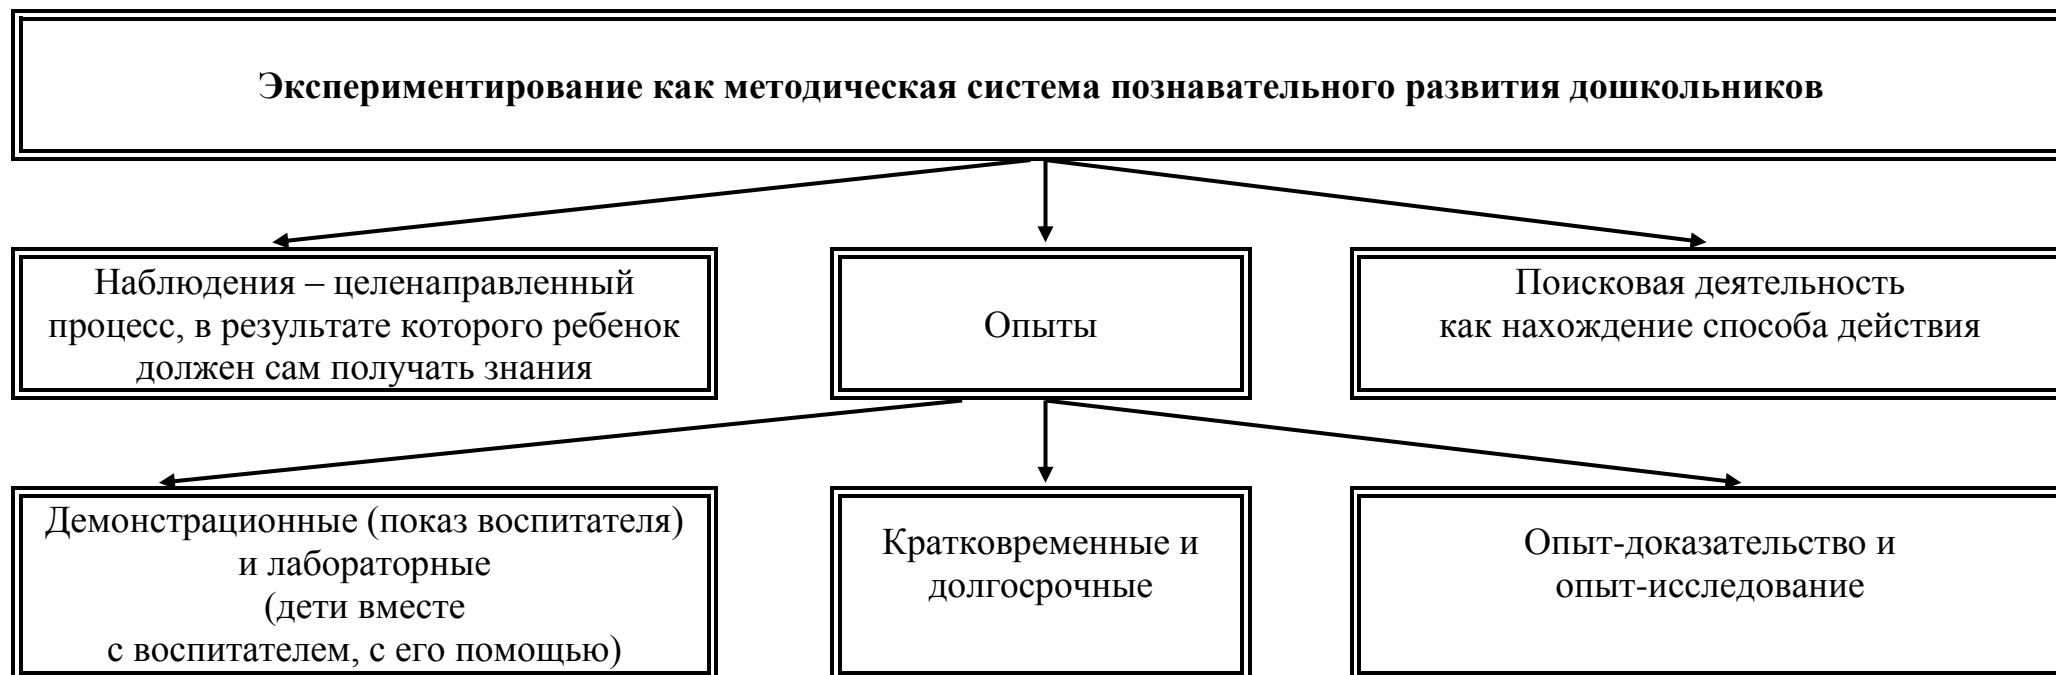 Экспериментирование как методическая система познавательного развития дошкольников
Наблюдения – целенаправленный
процесс, в результате которого ребенок
должен сам получать знания
Опыты
Поисковая деятельность
как нахождение способа действия
Демонстрационные (показ воспитателя)
и лабораторные
(дети вместе
с воспитателем, с его помощью)
Кратковременные и
долгосрочные
Опыт-доказательство и
опыт-исследование